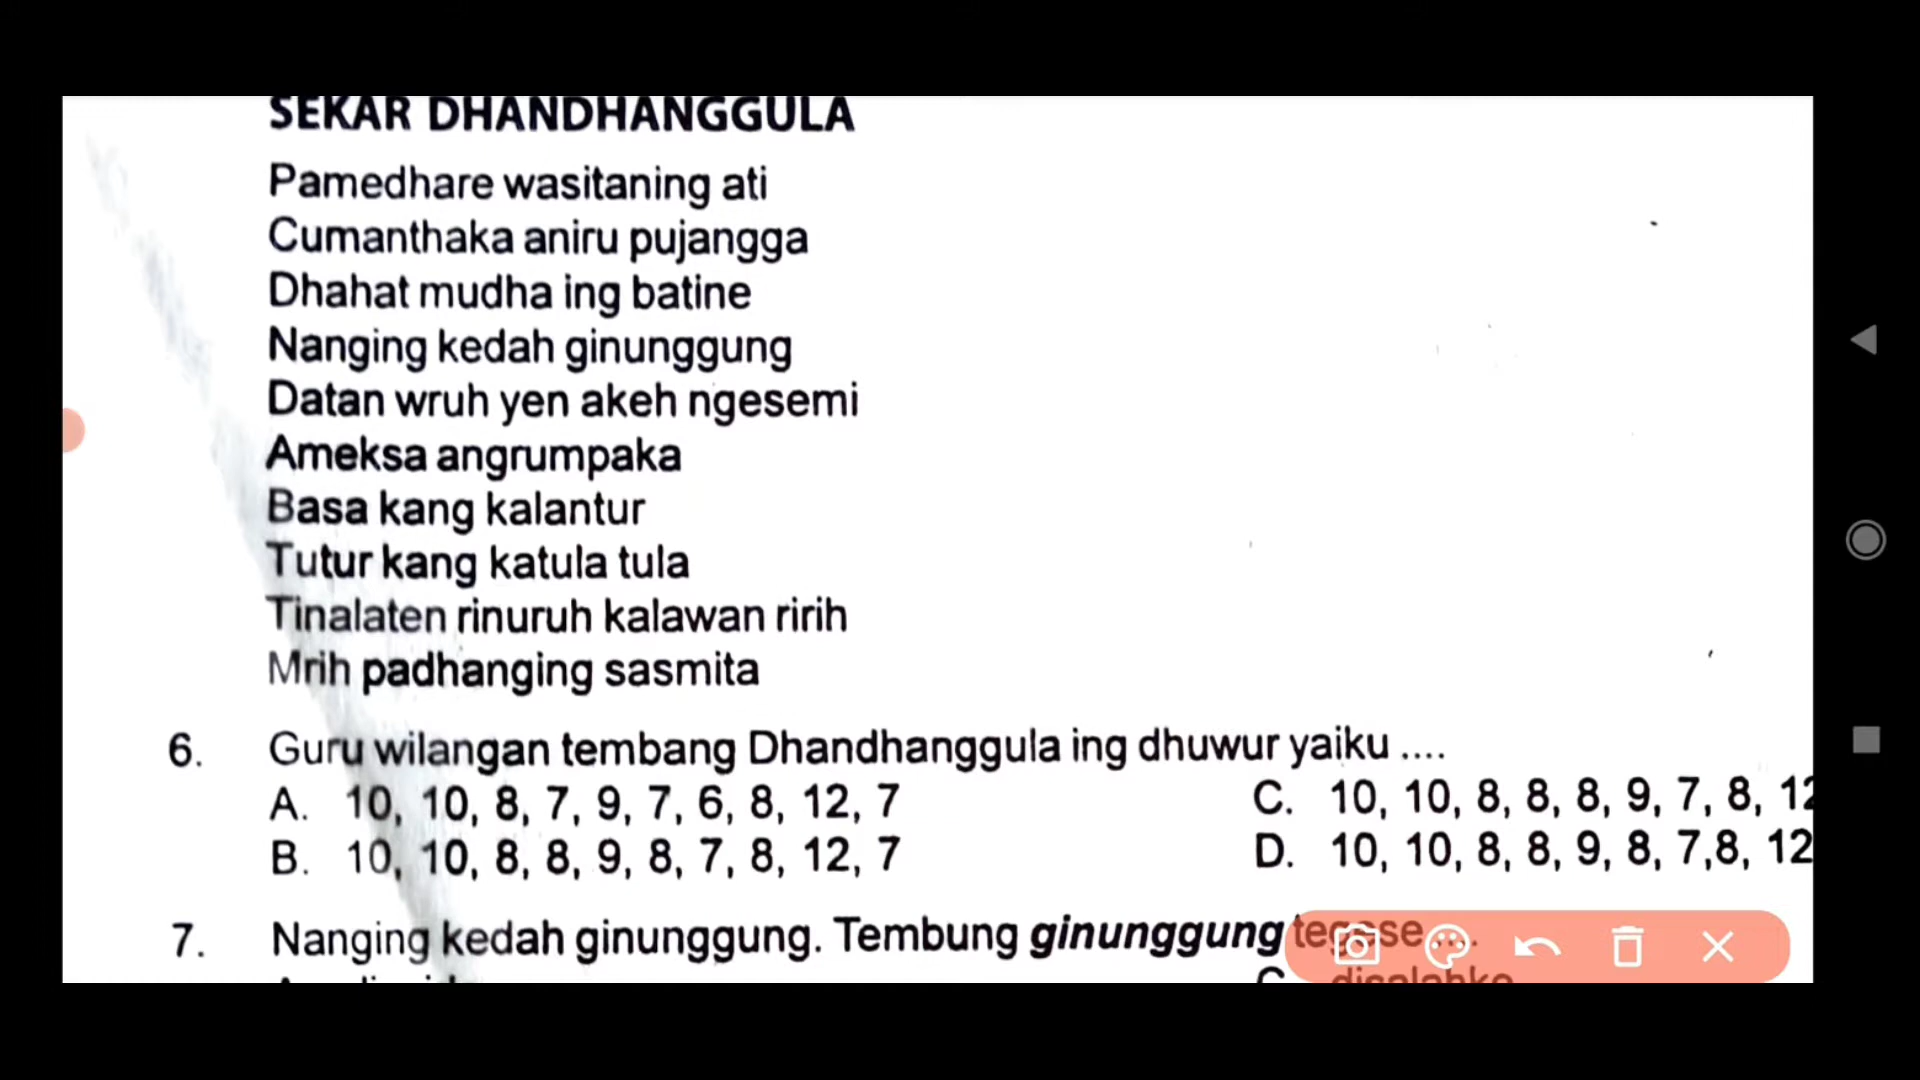 SEKAR DHANDHANGGULA
Pamedhare wasitaning ati
Cumanthaka aniru pujangga
Dhahat mudha ing batine
Nanging kedah ginunggung
Datan wruh yen akeh ngesemi
Ameksa angrumpaka
Basa kang kalantur
Tutur kang katula tula
Tinalaten rinuruh kalawan ririh
Mrih padhanging sasmita
6. Guru wilangan tembang Dhandhanggula ing dhuwur yaiku ....
A. 10, 10, 8, 7, 9, 7, 6, 8, 12, 7
C. 10, 10, 8, 8, 8, 9, 7, 8, 12
B. 10, 10, 8, 8, 9, 8, 7, 8, 12, 7
D. 10, 10, 8, 8, 9, 8, 7,8, 12
7. Nanging kedah ginunggung. Tembung ginunggung tegese ....
C disalahke